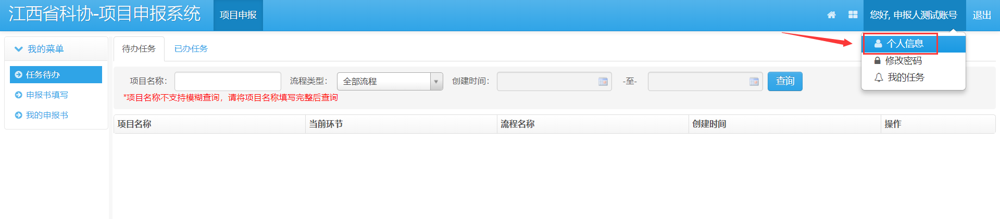 江西省科协-项目申报系统
项目申报
您好, 申报人测试账号
退出
个人信息
修改密码
我的任务
我的菜单
任务待办
申报书填写
我的申报书
待办任务
已办任务
项目名称：
流程类型：
全部流程
创建时间：
-至-
查询
*项目名称不支持模糊查询，请将项目名称填写完整后查询
项目名称
当前环节
流程名称
创建时间
操作